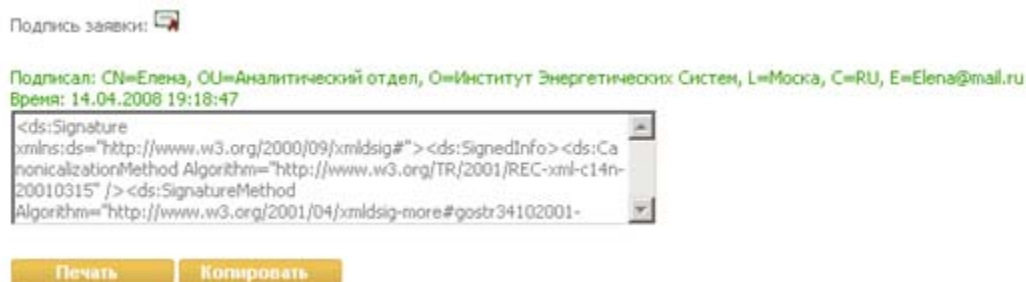 Подпись заявки:
Подписал: CN=Елена, OU=Аналитический отдел, O=Институт Энергетических Систем, L=Моска, C=RU, E=Elena@mail.ru
Время: 14.04.2008 19:18:47
<ds:Signature
xmlns:ds="http://www.w3.org/2000/09/xmldsig#"><ds:SignedInfo><ds:Ca
nonicalizationMethod Algorithm="http://www.w3.org/TR/2001/REC-xml-c14n-
20010315" /><ds:SignatureMethod
Algorithm="http://www.w3.org/2001/04/xmldsig-more#gostr34102001-
Печать Копировать